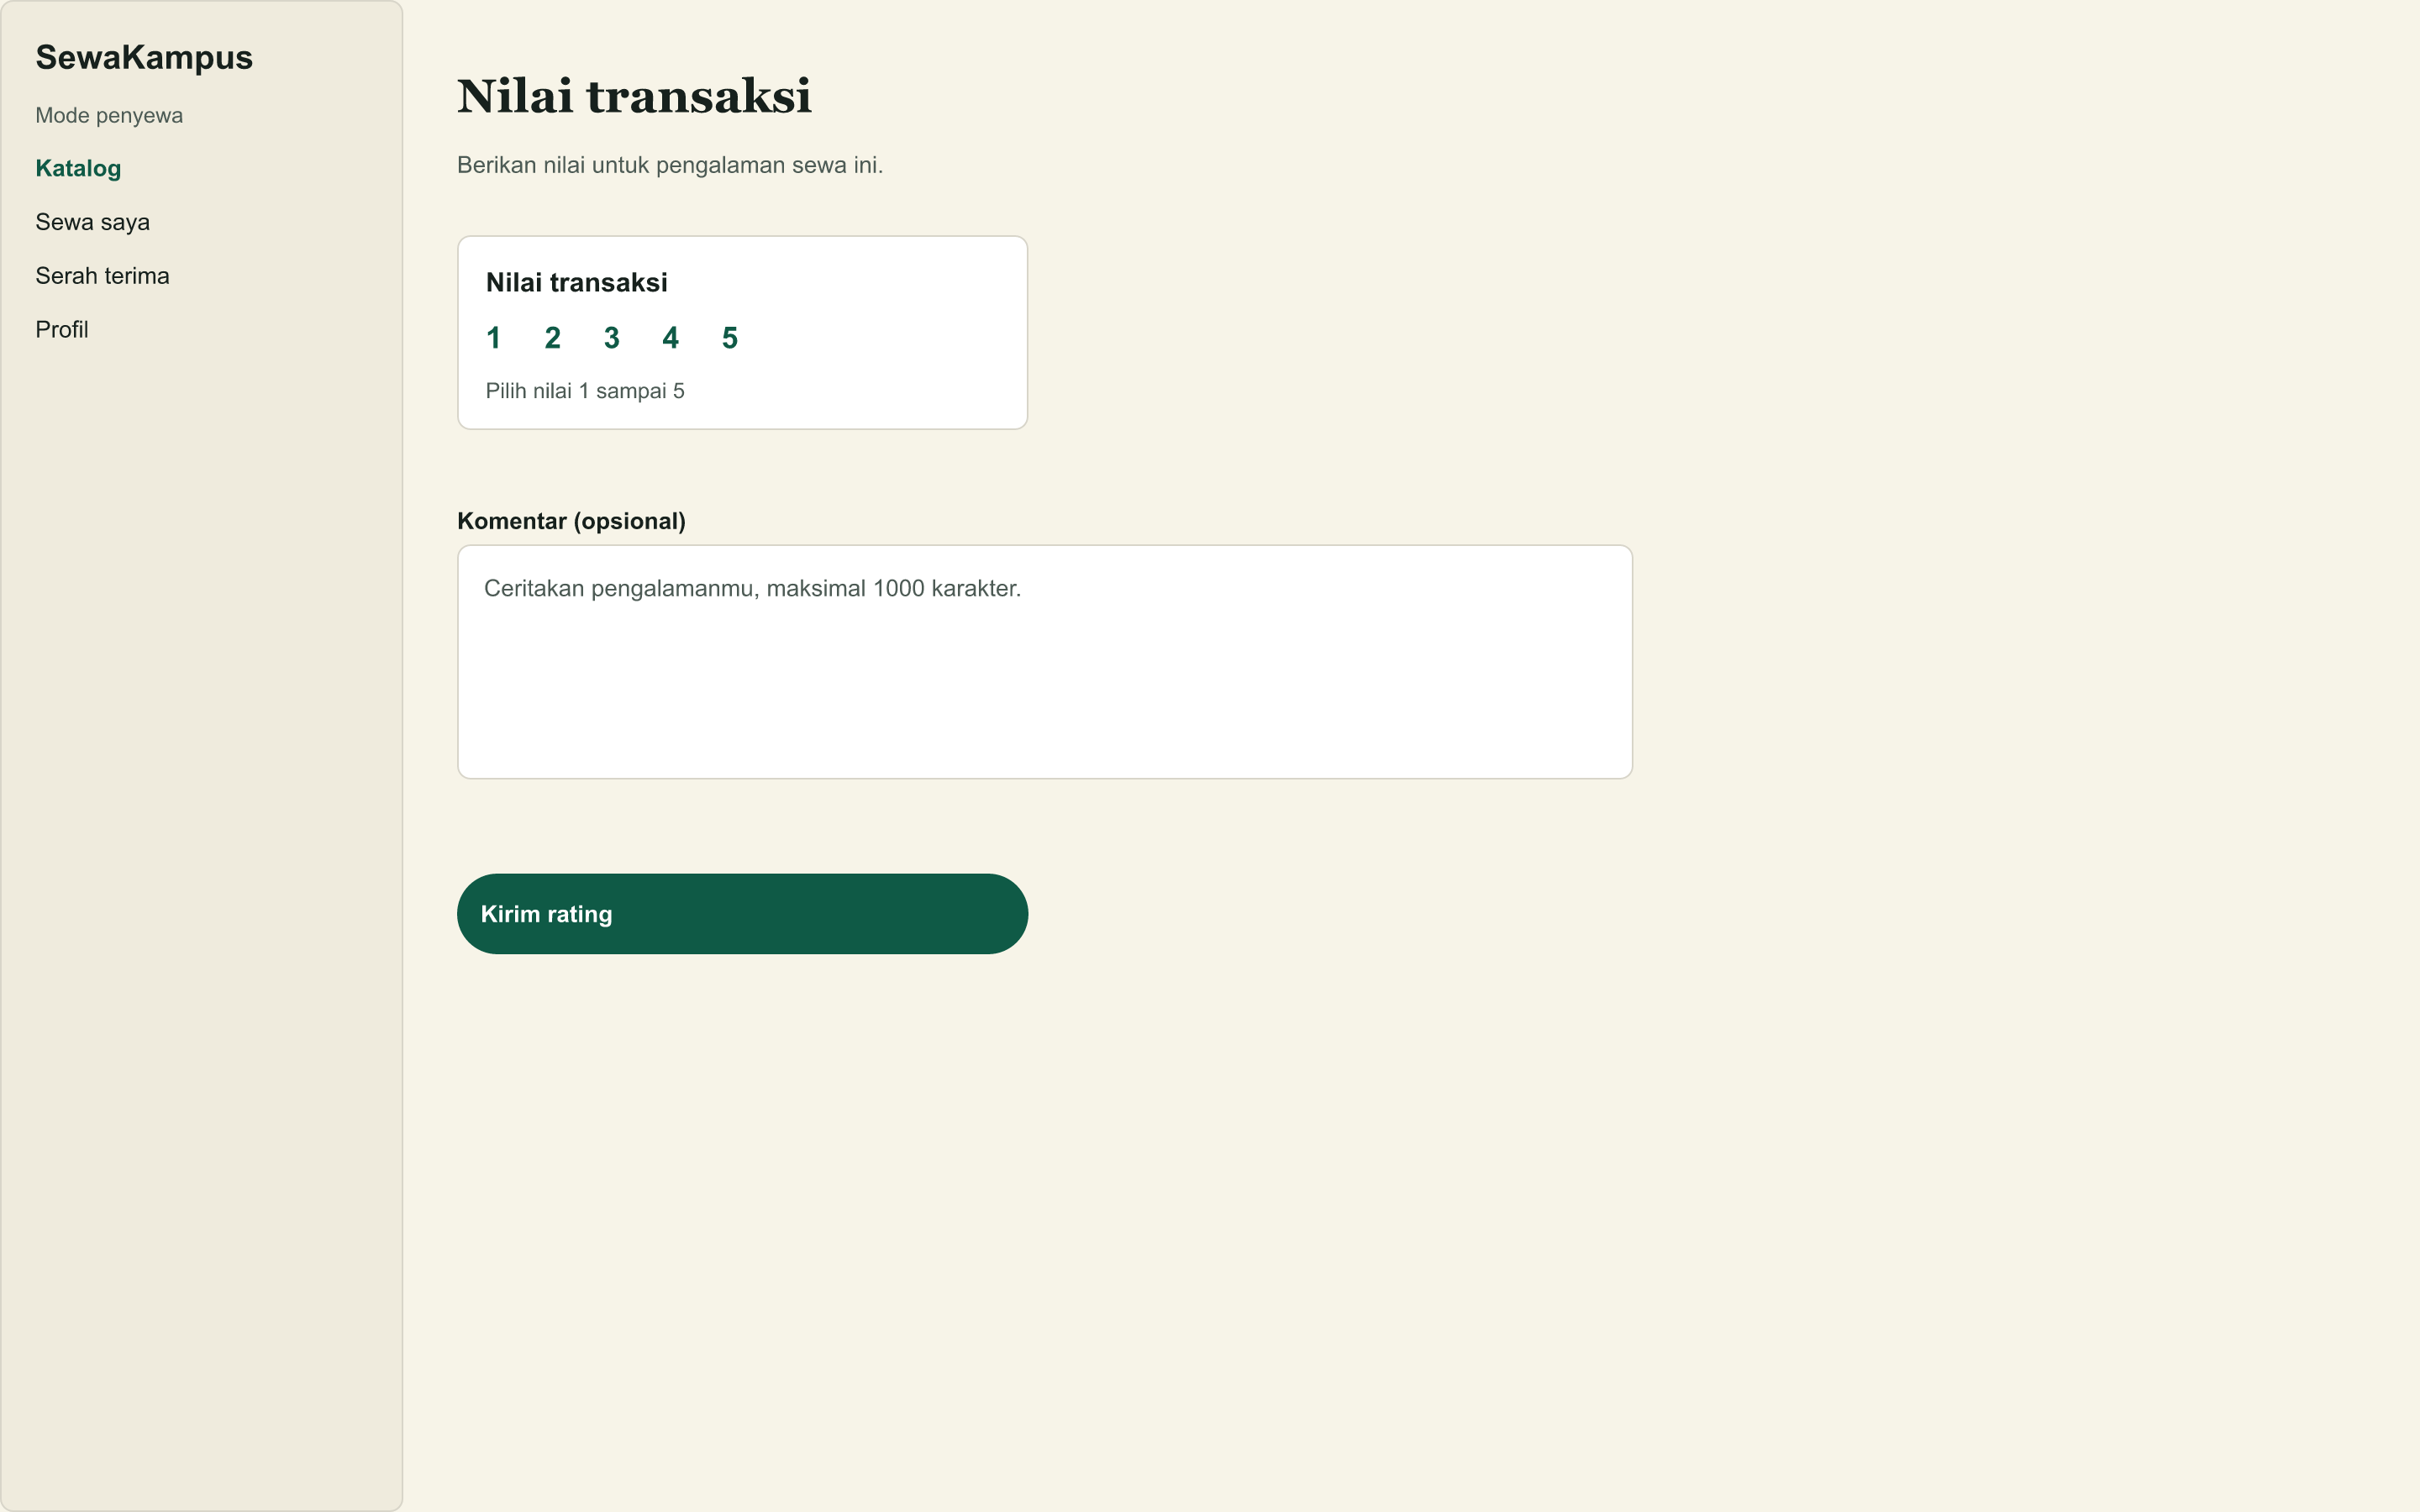 SewaKampus
Mode penyewa
Katalog
Sewa saya
Serah terima
Profil
Nilai transaksi
Berikan nilai untuk pengalaman sewa ini.
Nilai transaksi
1 2 3 4 5
Pilih nilai 1 sampai 5
Komentar (opsional)
Ceritakan pengalamanmu, maksimal 1000 karakter.
Kirim rating